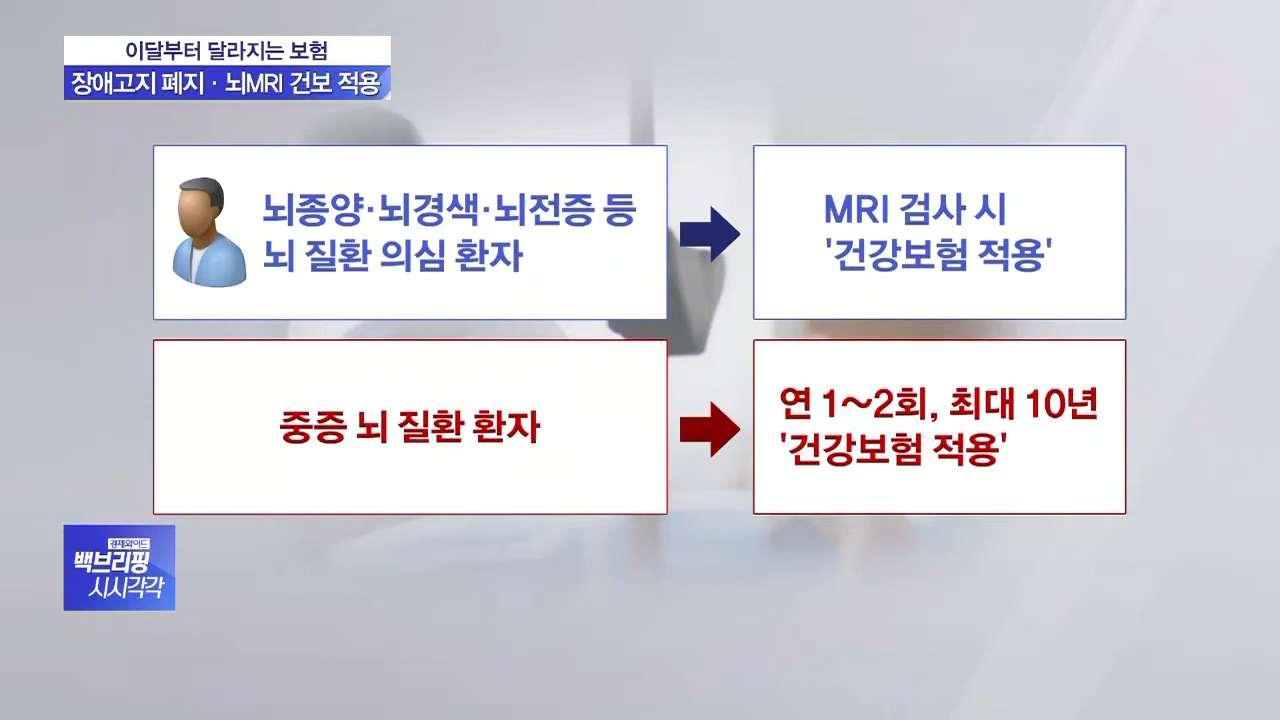 이달부터 달라지는 보험
장애고지 폐지·뇌MRI 건보 적용
뇌종양·뇌경색·뇌전증 등
뇌 질환 의심 환자
MRI 검사 시
'건강보험 적용'
중증 뇌 질환 환자
연 1~2회, 최대 10년
'건강보험 적용'
경제와이드
백브리핑
시시각각